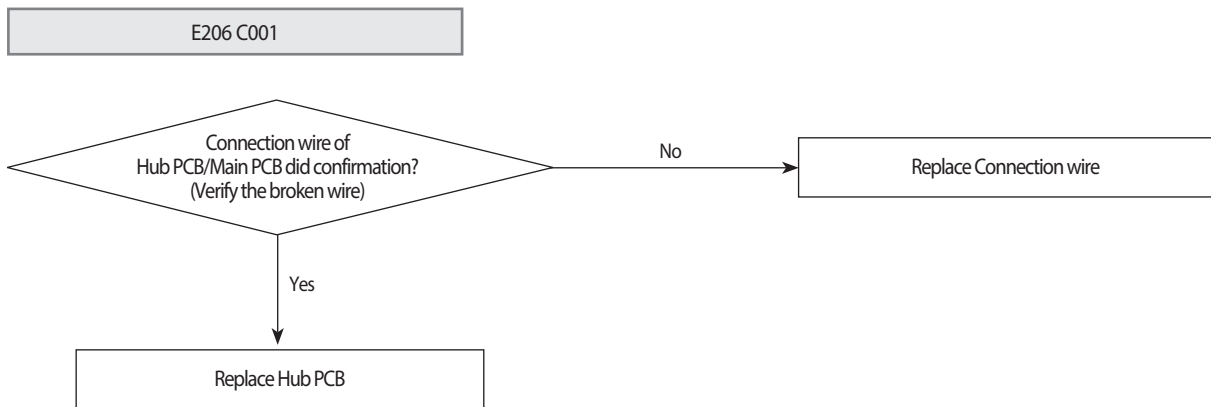 E206 C001
Connection wire of
Hub PCB/Main PCB did confirmation?
(Verify the broken wire)
No
Replace Connection wire
Yes
Replace Hub PCB